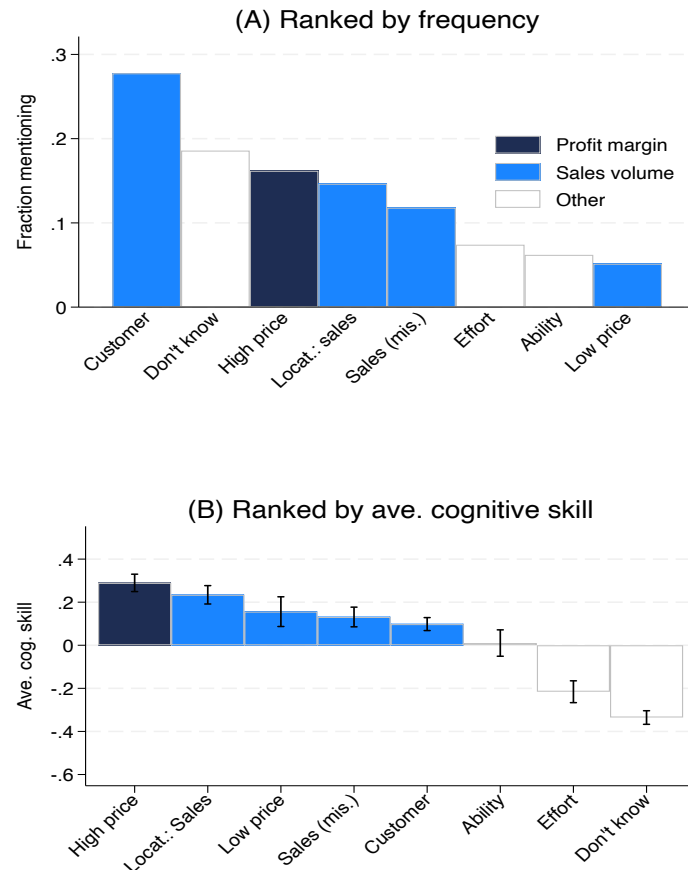 (A) Ranked by frequency
Fraction mentioning
.3
.2
.1
0
Profit margin
Sales volume
Other
Customer
Don't know
High price
Locat.: sales
Sales (mis.)
Effort
Ability
Low price
(B) Ranked by ave. cognitive skill
Ave. cog. skill
.4
.2
0
-.2
-.4
-.6
High price
Locat.: Sales
Low price
Sales (mis.)
Customer
Ability
Effort
Don't know